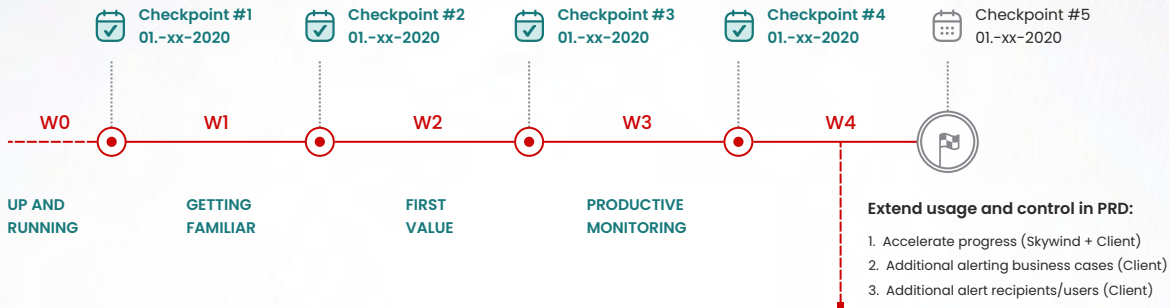 Checkpoint #1
01.-xx-2020
Checkpoint #2
01.-xx-2020
Checkpoint #3
01.-xx-2020
Checkpoint #4
01.-xx-2020
Checkpoint #5
01.-xx-2020
W0
W1
W2
W3
W4
UP AND
RUNNING
GETTING
FAMILIAR
FIRST
VALUE
PRODUCTIVE
MONITORING
Extend usage and control in PRD:
1. Accelerate progress (Skywind + Client)
2. Additional alerting business cases (Client)
3. Additional alert recipients/users (Client)